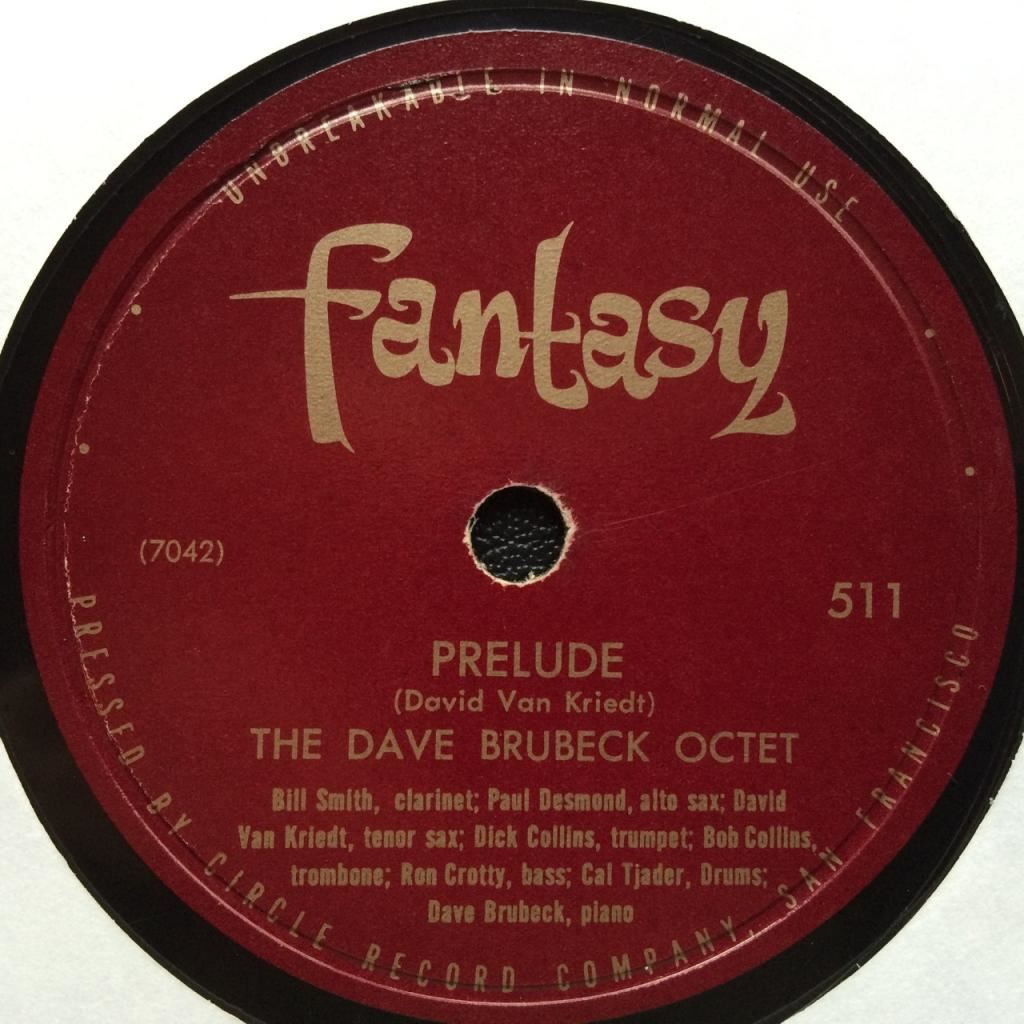 UNBREAKABLE IN NORMAL USE
fantasy
(7042)
511
PRELUDE
(David Van Kriedt)
THE DAVE BRUBECK OCTET
Bill Smith, clarinet; Paul Desmond, alto sax; David
Van Kriedt, tenor sax; Dick Collins, trumpet; Bob Collins,
trombone; Ron Crotty, bass; Cal Tjader, Drums;
Dave Brubeck, piano
PRESSED BY CIRCLE RECORD COMPANY, SAN FRANCISCO